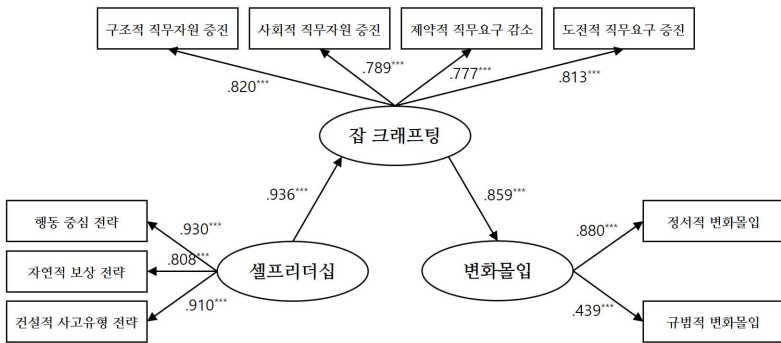 구조적 직무자원 증진
사회적 직무자원 증진
제약적 직무요구 감소
도전적 직무요구 증진
.820***
.789***
.777***
.813***
잡 크래프팅
.936***
.859***
행동 중심 전략
.930***
.880***
정서적 변화몰입
자연적 보상 전략
.808***
셀프리더십
변화몰입
건설적 사고유형 전략
.910***
.439***
규범적 변화몰입